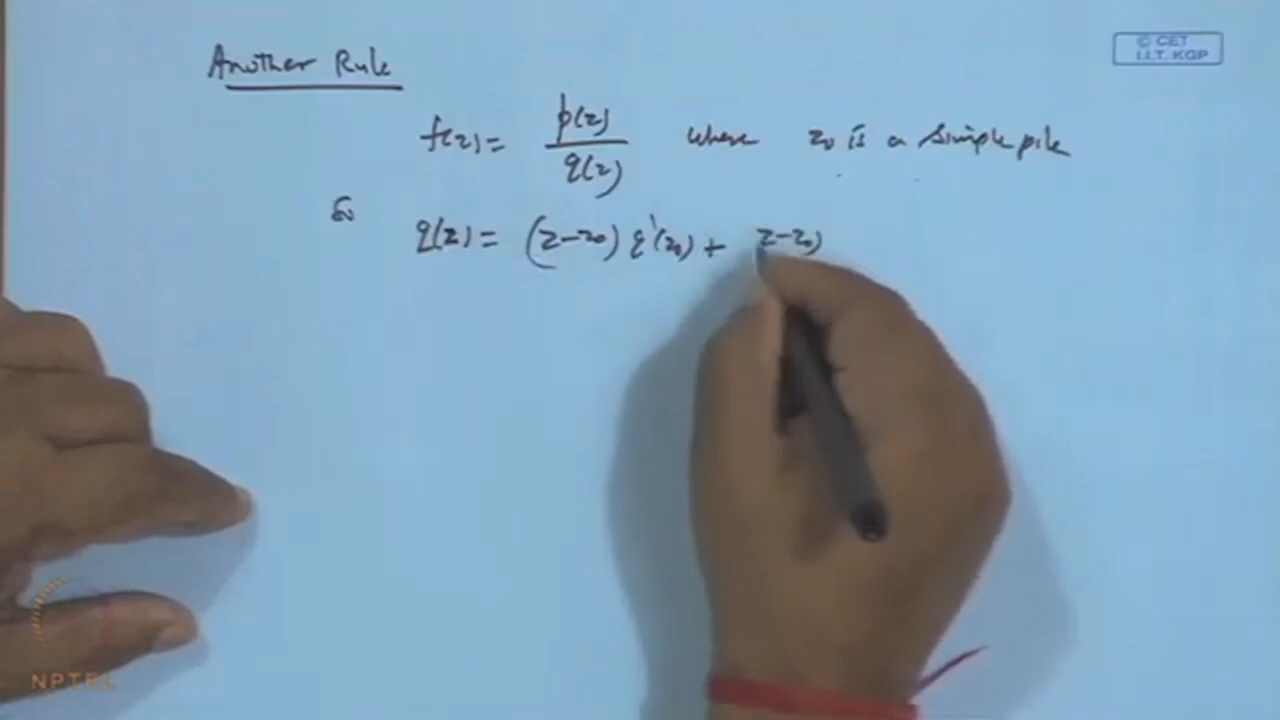 Another Rule
© CET
I.I.T. KGP
f(z) = p(z)/q(z) where z₀ is a simple pole
So
q(z) = (z-z₀) q'(z₀) + z-z₀)
NPTEL